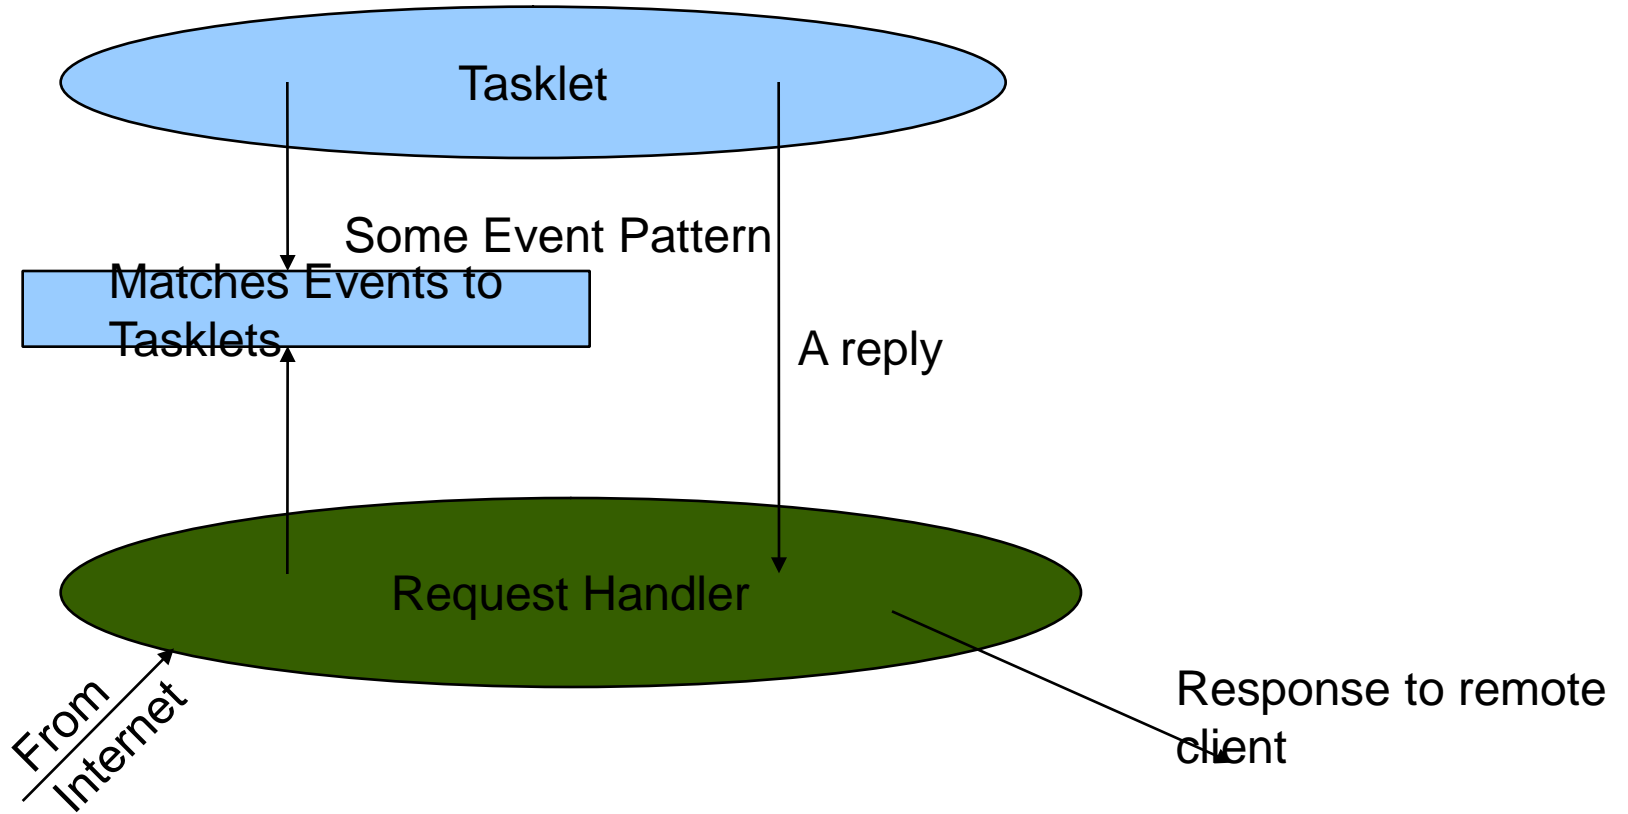 Tasklet
Some Event Pattern
Matches Events to
Tasklets
A reply
Request Handler
From
Internet
Response to remote
client